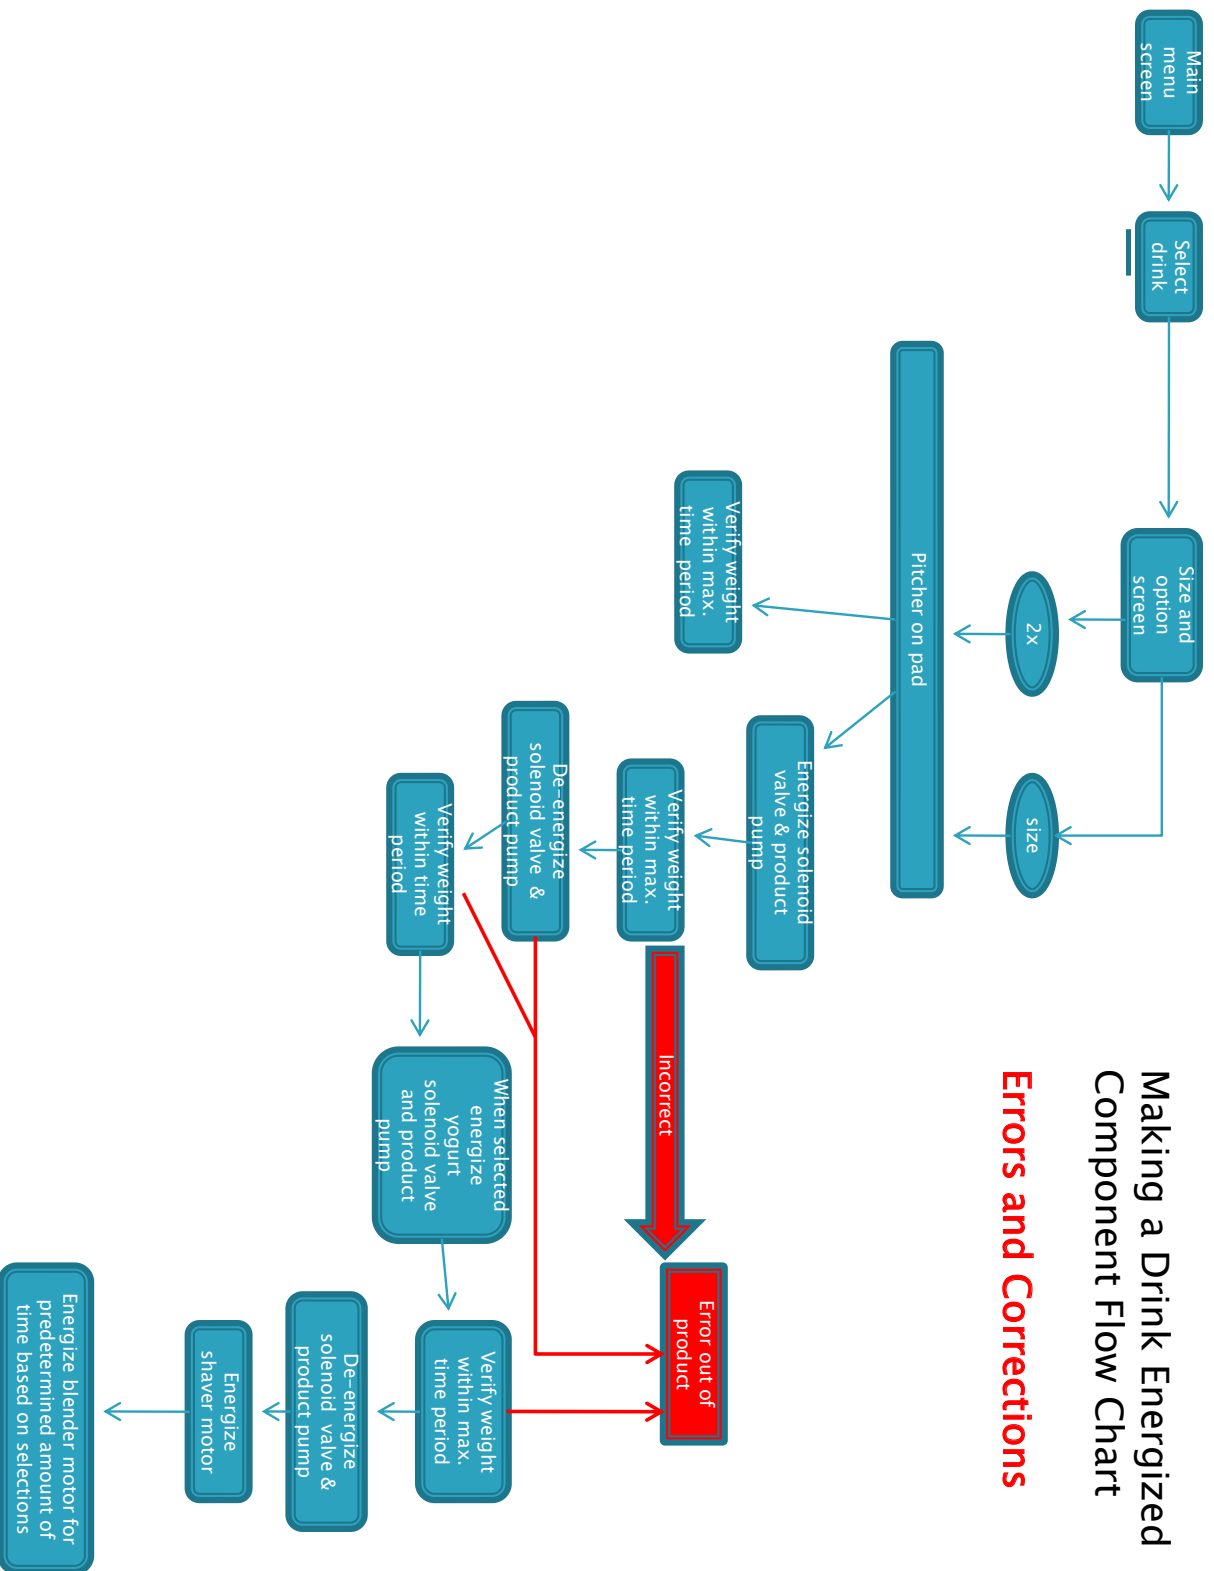 Making a Drink Energized
Component Flow Chart
Errors and Corrections
Main
menu
screen
Select
drink
Size and
option
screen
2x
size
Pitcher on pad
Verify weight
within max.
time period
Energize solenoid
valve & product
pump
Verify weight
within max.
time period
Incorrect
Error out of
product
De-energize
solenoid valve &
product pump
Verify weight
within time
period
When selected
energize
yogurt
solenoid valve
and product
pump
Verify weight
within max.
time period
De-energize
solenoid valve &
product pump
Energize
shaver motor
Energize blender motor for
predetermined amount of
time based on selections